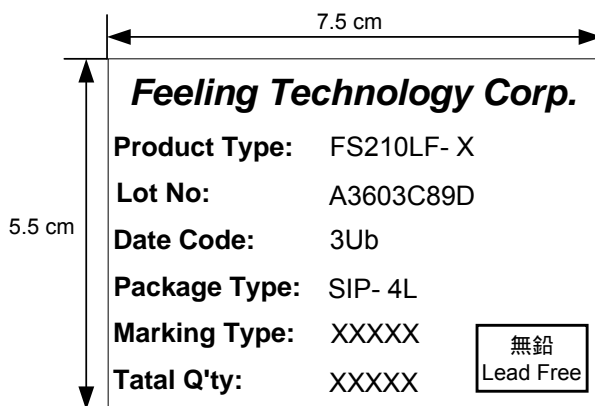 7.5 cm
Feeling Technology Corp.
Product Type: FS210LF- X
Lot No: A3603C89D
5.5 cm
Date Code: 3Ub
Package Type: SIP- 4L
Marking Type: XXXXX
Tatal Q'ty: XXXXX
無鉛
Lead Free